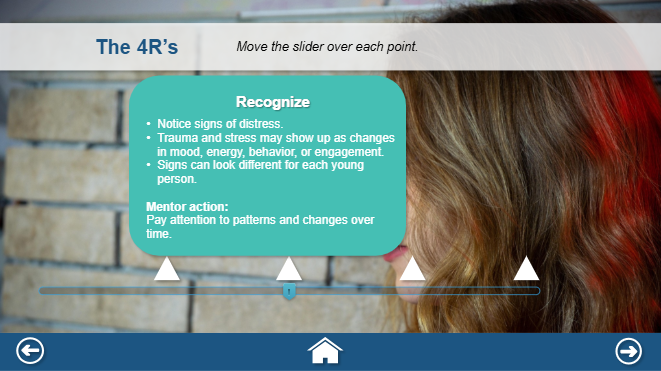 The 4R's
Move the slider over each point.
Recognize
• Notice signs of distress.
• Trauma and stress may show up as changes
in mood, energy, behavior, or engagement.
• Signs can look different for each young
person.
Mentor action:
Pay attention to patterns and changes over
time.